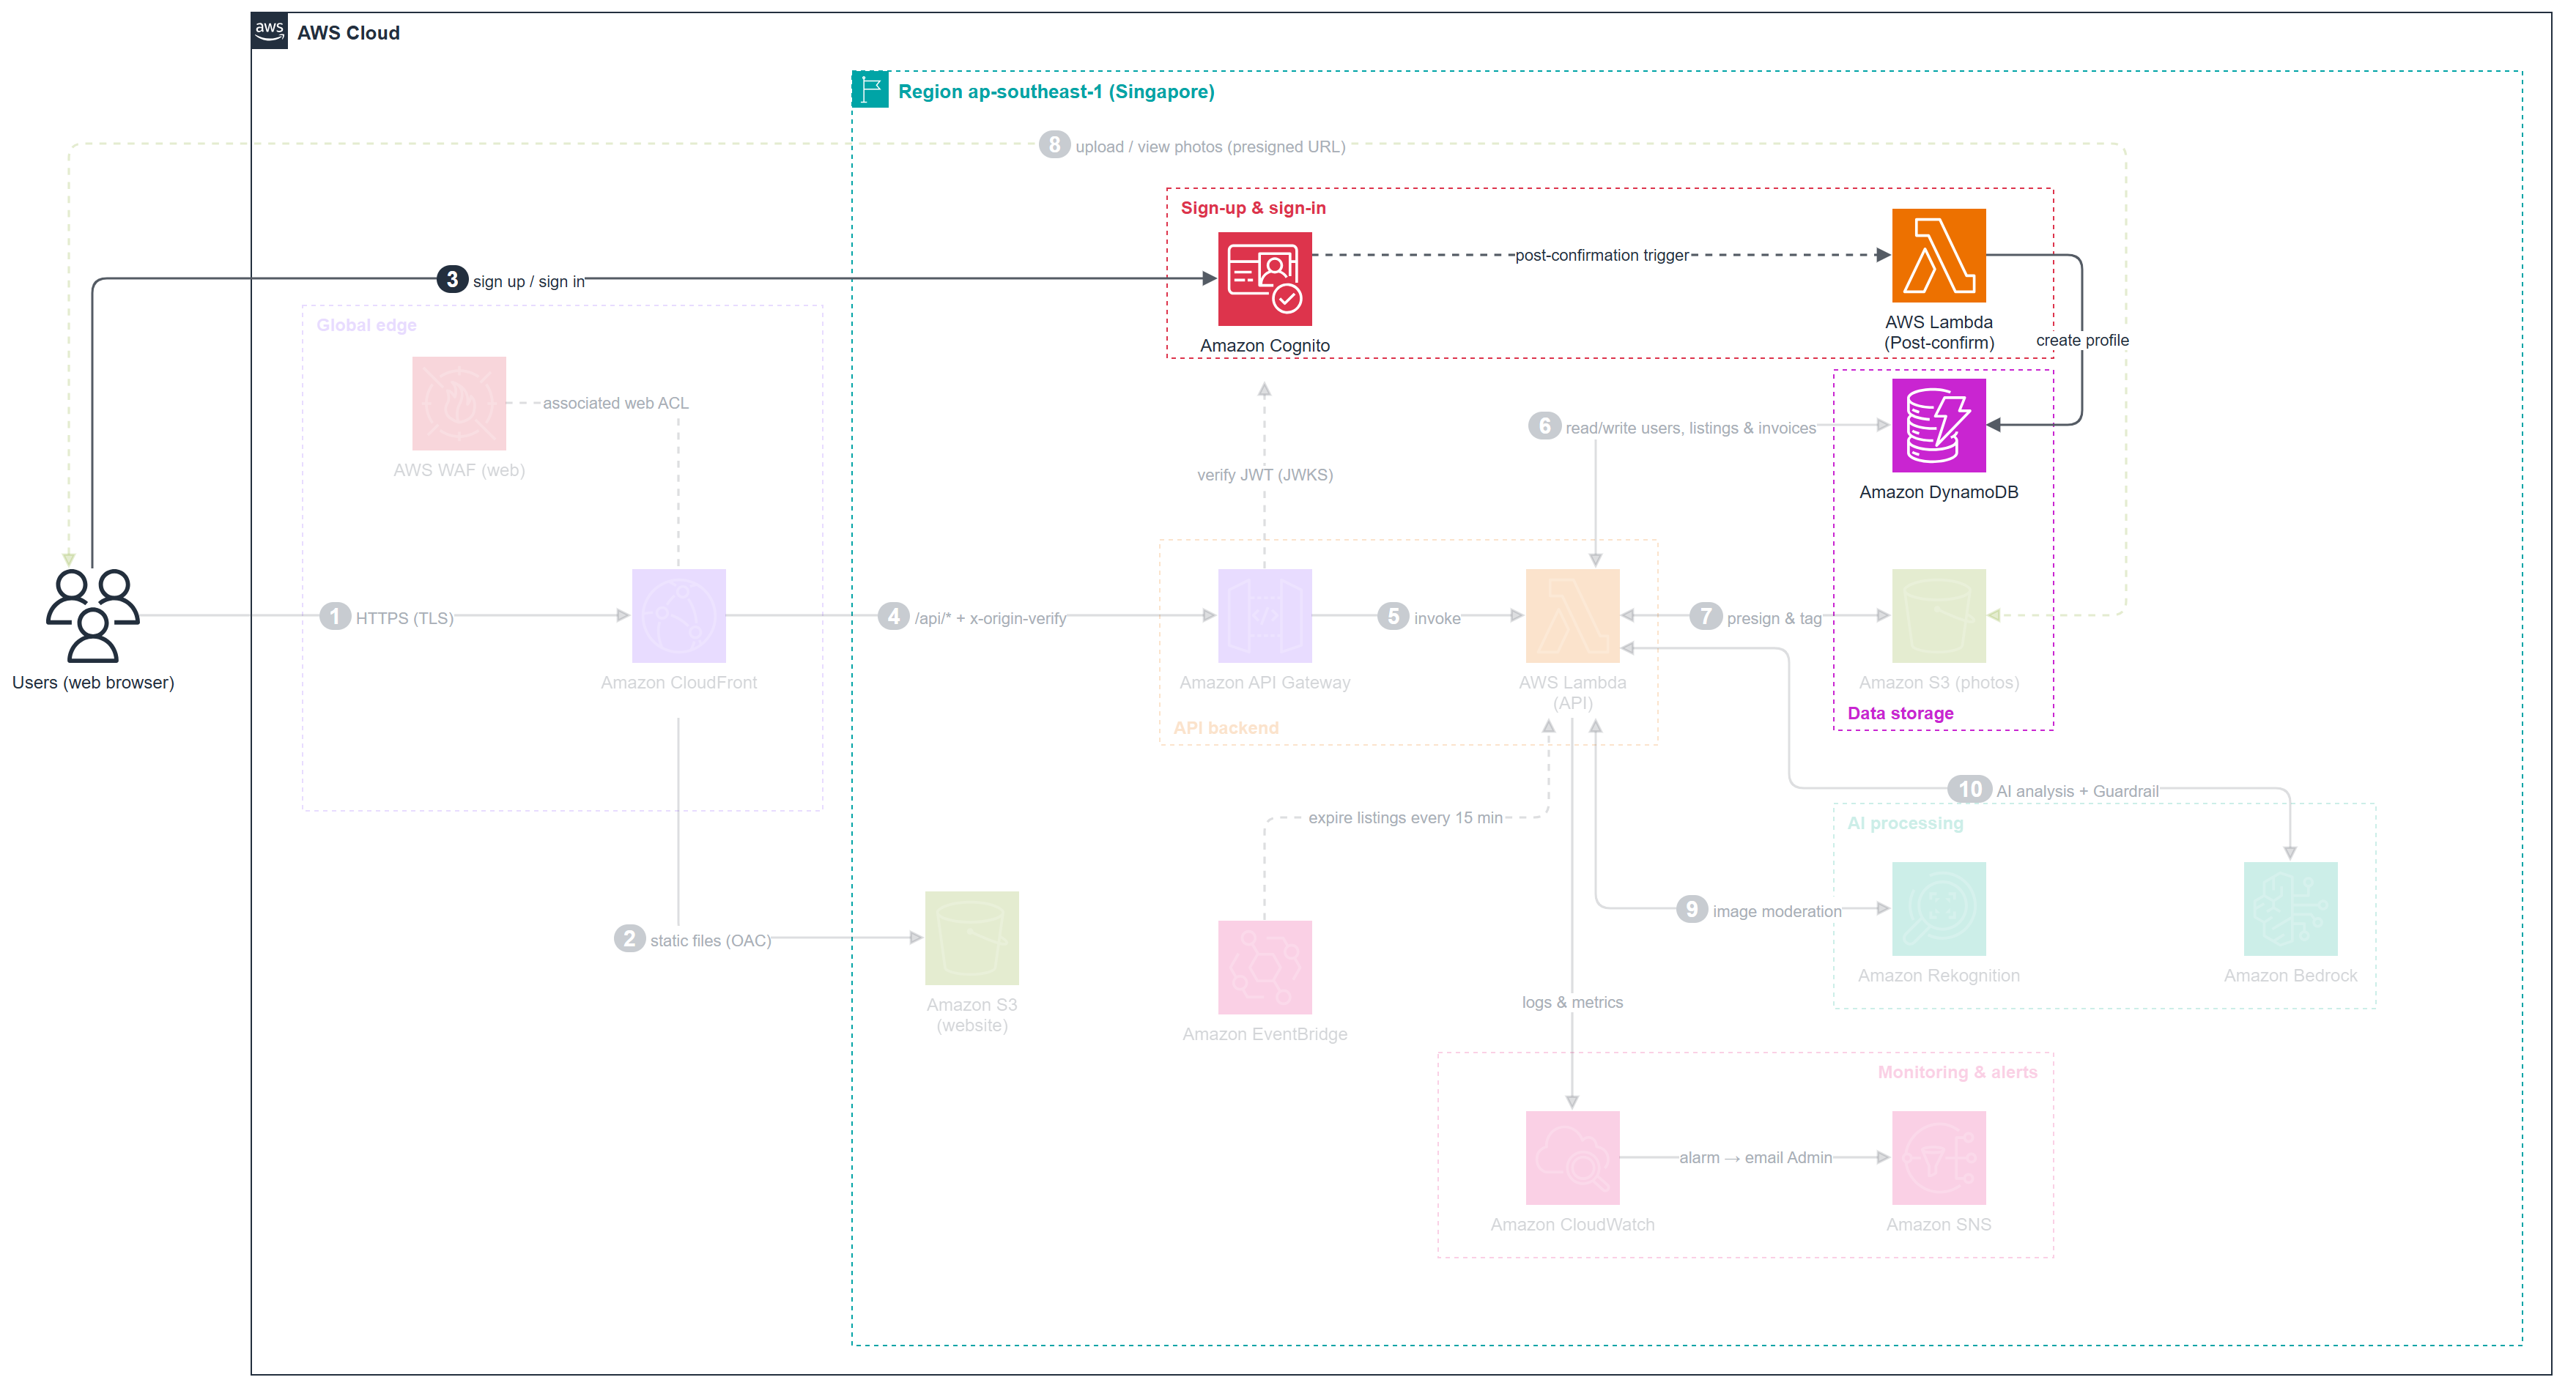 aws
AWS Cloud
Region ap-southeast-1 (Singapore)
8 upload / view photos (presigned URL)
Sign-up & sign-in
post-confirmation trigger
3 sign up / sign in
Amazon Cognito
AWS Lambda
(Post-confirm)
create profile
Global edge
associated web ACL
AWS WAF (web)
verify JWT (JWKS)
6 read/write users, listings & invoices
Amazon DynamoDB
Users (web browser)
1 HTTPS (TLS)
Amazon CloudFront
4 /api/* + x-origin-verify
Amazon API Gateway
5 invoke
AWS Lambda
(API)
API backend
7 presign & tag
Amazon S3 (photos)
Data storage
10 AI analysis + Guardrail
AI processing
expire listings every 15 min
9 image moderation
Amazon Rekognition
Amazon Bedrock
2 static files (OAC)
Amazon S3
(website)
Amazon EventBridge
logs & metrics
Monitoring & alerts
alarm → email Admin
Amazon CloudWatch
Amazon SNS